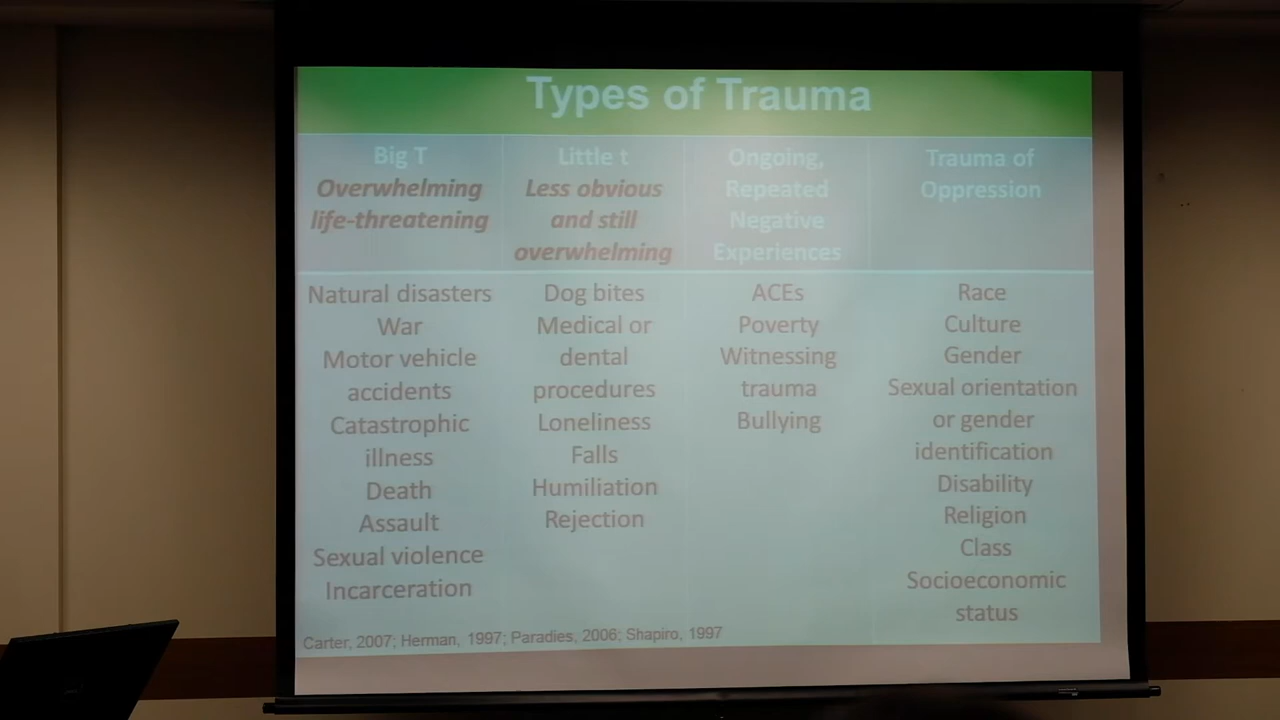 Types of Trauma
Big T
Overwhelming
life-threatening
Little t
Less obvious
and still
overwhelming
Ongoing,
Repeated
Negative
Experiences
Trauma of
Oppression
Natural disasters
War
Motor vehicle
accidents
Catastrophic
illness
Death
Assault
Sexual violence
Incarceration
Dog bites
Medical or
dental
procedures
Loneliness
Falls
Humiliation
Rejection
ACEs
Poverty
Witnessing
trauma
Bullying
Race
Culture
Gender
Sexual orientation
or gender
identification
Disability
Religion
Class
Socioeconomic
status
Carter, 2007; Herman, 1997; Paradies, 2006; Shapiro, 1997